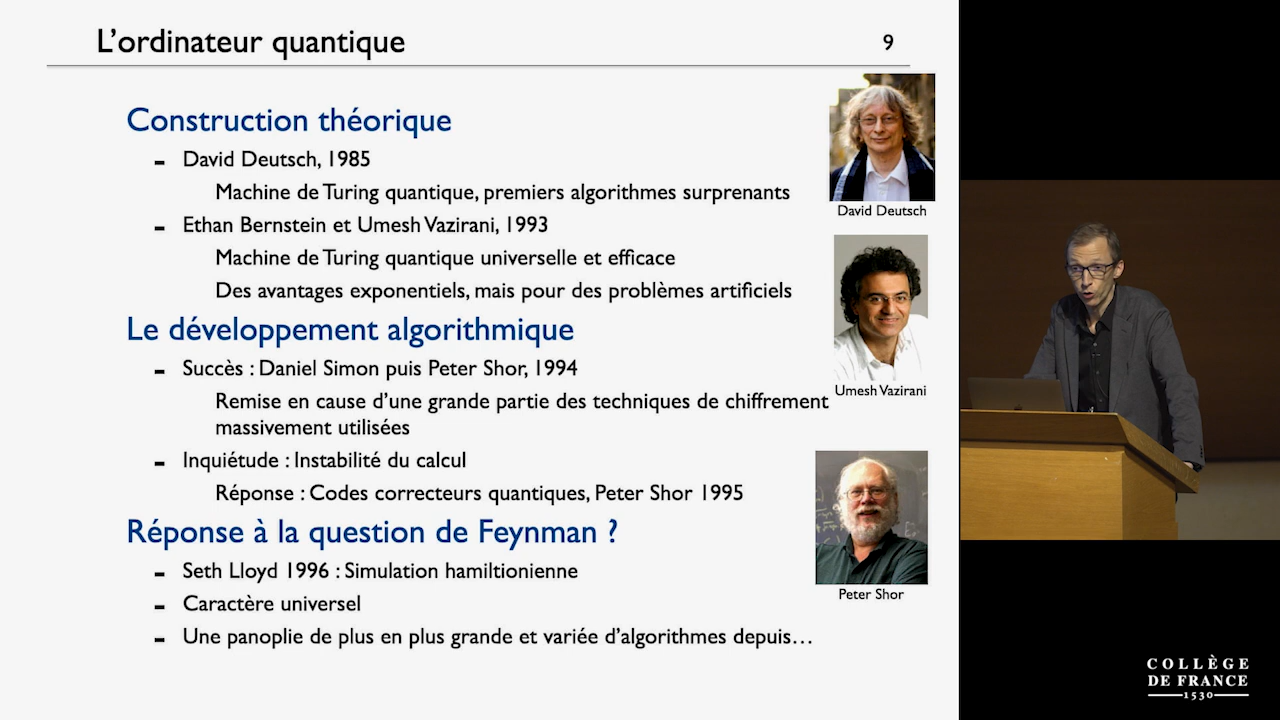 L'ordinateur quantique
9
Construction théorique
- David Deutsch, 1985
Machine de Turing quantique, premiers algorithmes surprenants
- Ethan Bernstein et Umesh Vazirani, 1993
Machine de Turing quantique universelle et efficace
Des avantages exponentiels, mais pour des problèmes artificiels
Le développement algorithmique
- Succès : Daniel Simon puis Peter Shor, 1994
Remise en cause d'une grande partie des techniques de chiffrement
massivement utilisées
- Inquiétude : Instabilité du calcul
Réponse : Codes correcteurs quantiques, Peter Shor 1995
Réponse à la question de Feynman ?
- Seth Lloyd 1996 : Simulation hamiltionienne
- Caractère universel
- Une panoplie de plus en plus grande et variée d'algorithmes depuis…
David Deutsch
Umesh Vazirani
Peter Shor
COLLÈGE
DE FRANCE
1530